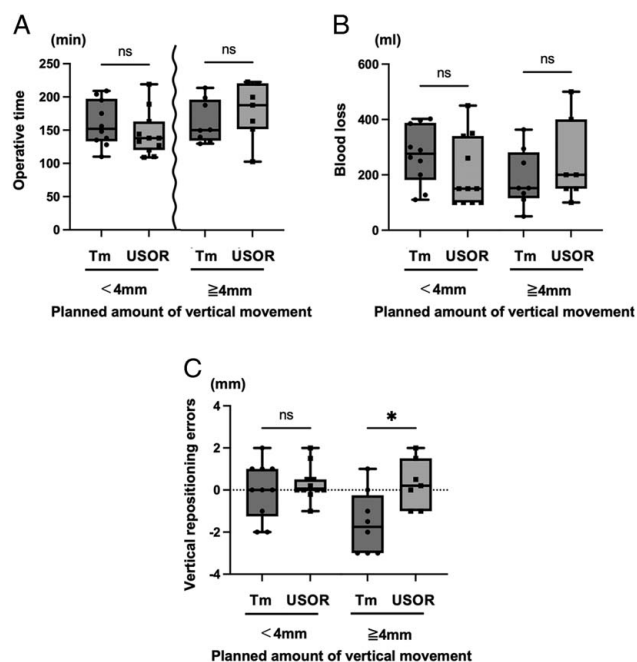 A
(min)
ns
ns
Operative time
250
200
150
100
50
0
Tm USOR Tm USOR
<4mm ≧4mm
Planned amount of vertical movement
B
(ml)
ns
ns
Blood loss
600
400
200
0
Tm USOR Tm USOR
<4mm ≧4mm
Planned amount of vertical movement
C
(mm)
ns
*
Vertical repositioning errors
4
2
0
-2
-4
Tm USOR Tm USOR
<4mm ≧4mm
Planned amount of vertical movement